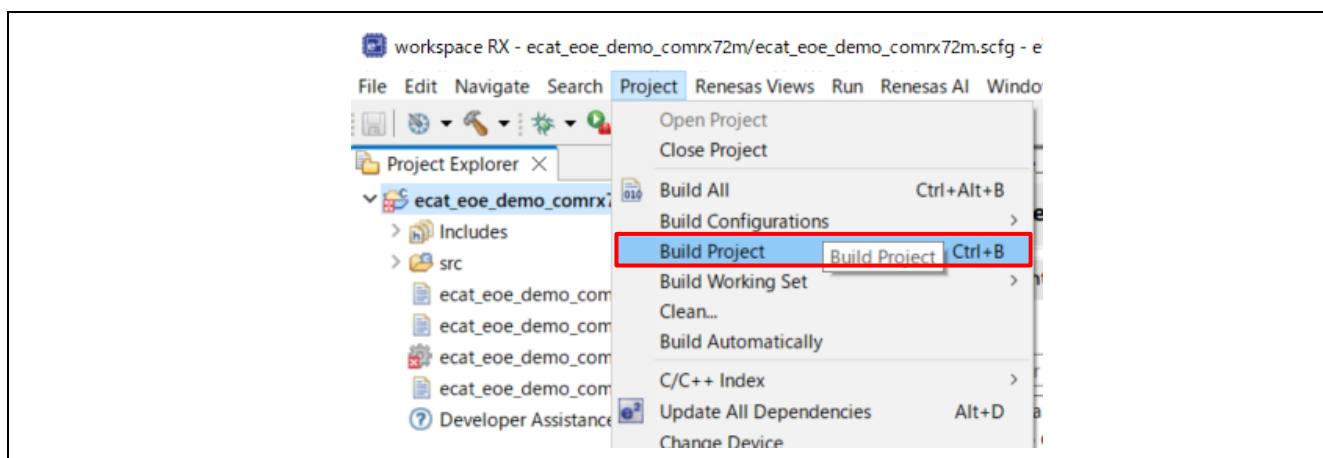 workspace RX - ecat_eoe_demo_comrx72m/ecat_eoe_demo_comrx72m.scfg - e
File Edit Navigate Search Project Renesas Views Run Renesas AI Windo
Project Explorer
ecat_eoe_demo_comrx7
Includes
src
ecat_eoe_demo_com
ecat_eoe_demo_com
ecat_eoe_demo_com
ecat_eoe_demo_com
Developer Assistance
Open Project
Close Project
010 Build All Ctrl+Alt+B
Build Configurations
Build Project Build Project Ctrl+B
Build Working Set
Clean...
Build Automatically
C/C++ Index
e² Update All Dependencies Alt+D
Change Device